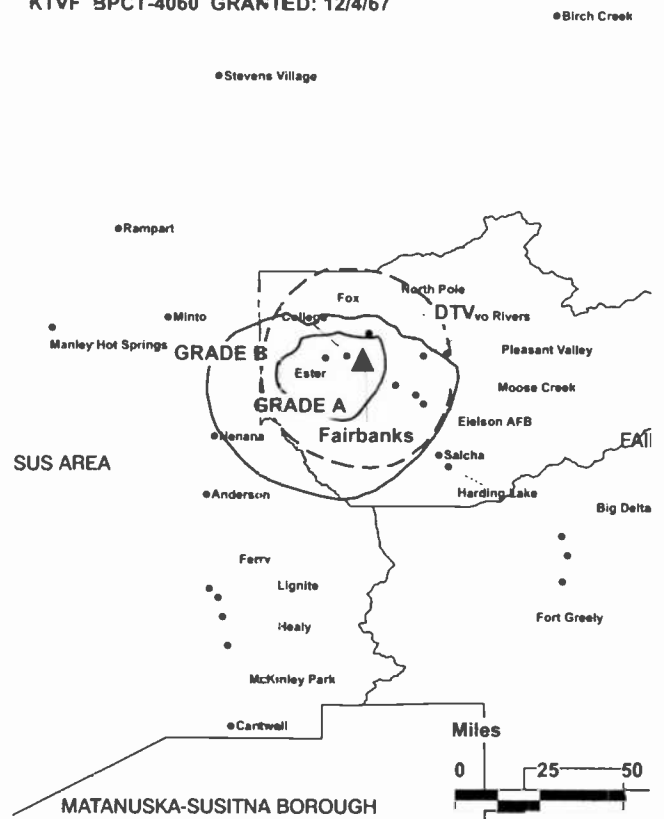 KTVF BPCT-4060 GRANTED: 12/4/67
Birch Creek
Stevens Village
Rampart
North Pole
Fox
DTV
vo Rivers
Minto
College
Manley Hot Springs
GRADE B
Pleasant Valley
Ester
Moose Creek
GRADE A
Eielson AFB
Fairbanks
Nenana
FAI
Salcha
SUS AREA
Harding Lake
Anderson
Big Delta
Ferry
Lignite
Fort Greely
Healy
McKinley Park
Cantwell
Miles
0 25 50
MATANUSKA-SUSITNA BOROUGH